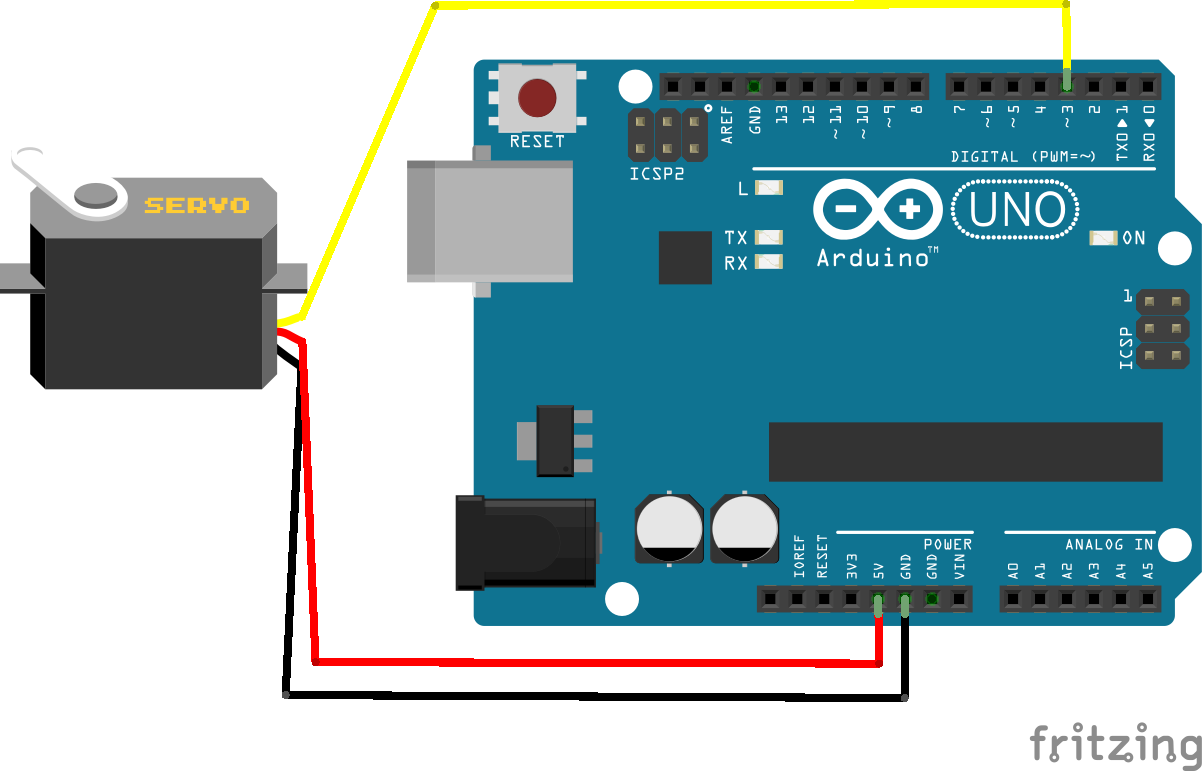 RESET
ICSP2
AREF
GND
13
12
~11
~10
~9
8
7
~6
~5
4
~3
2
TX0▶1
RX0◀0
DIGITAL (PWM=~)
SERVO
L
TX
RX
Arduino™
UNO
ON
1
ICSP
IOREF
RESET
3V3
5V
GND
GND
VIN
POWER
ANALOG IN
A0
A1
A2
A3
A4
A5
fritzing